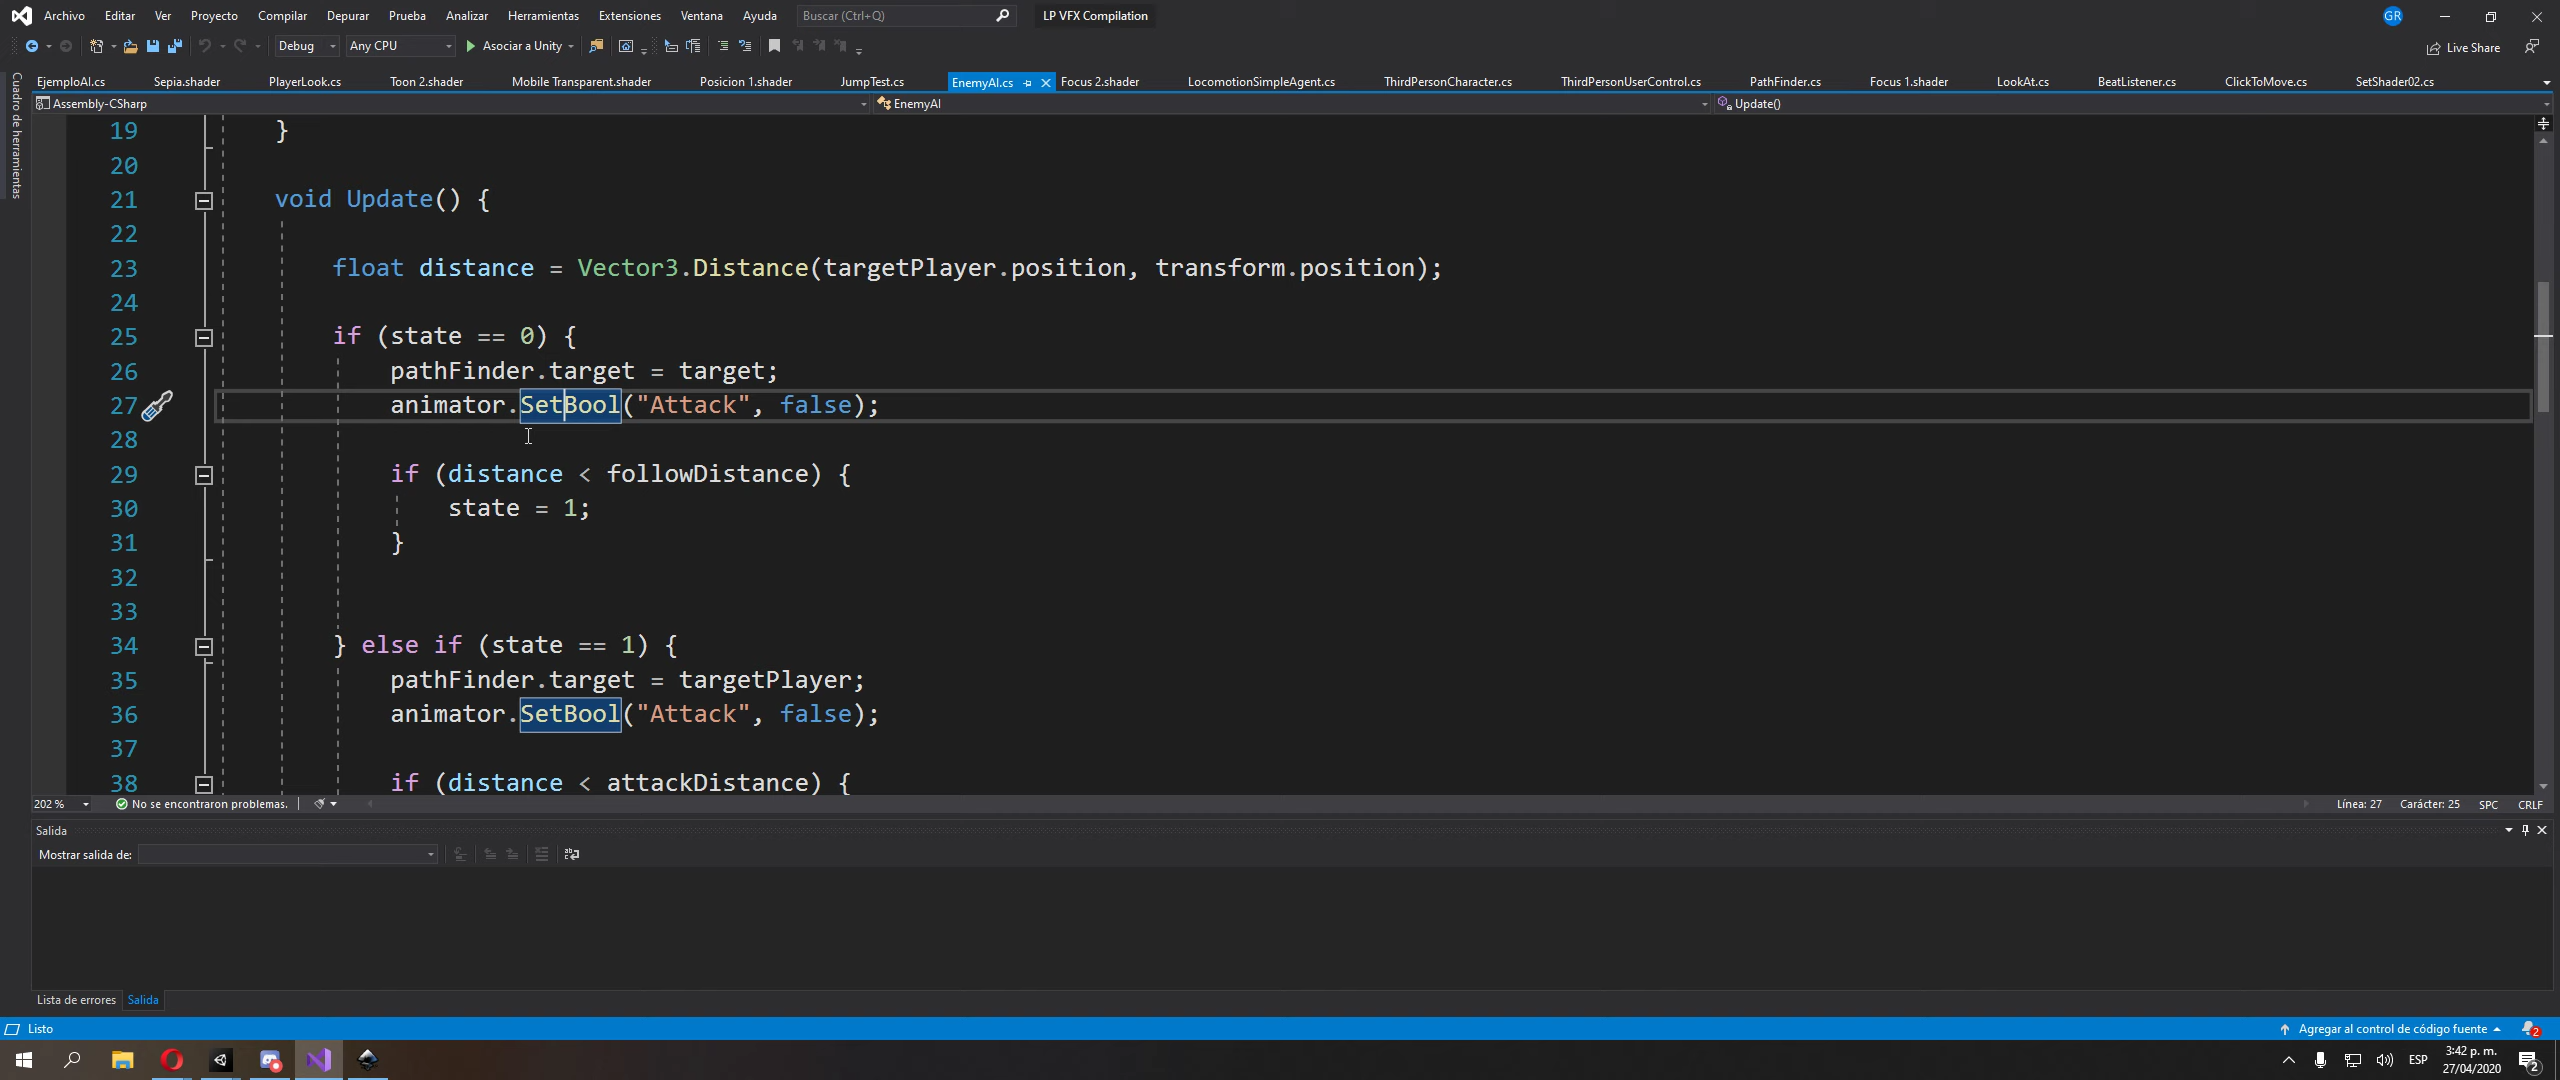 Archivo Editar Ver Proyecto Compilar Depurar Prueba Analizar Herramientas Extensiones Ventana Ayuda Buscar (Ctrl+Q) LP VFX Compilation GR
Debug Any CPU Asociar a Unity Live Share
EjemploAI.cs Sepia.shader PlayerLook.cs Toon 2.shader Mobile Transparent.shader Posicion 1.shader JumpTest.cs EnemyAI.cs Focus 2.shader LocomotionSimpleAgent.cs ThirdPersonCharacter.cs ThirdPersonUserControl.cs PathFinder.cs Focus 1.shader LookAt.cs BeatListener.cs ClickToMove.cs SetShader02.cs
Cuadro de herramientas
Assembly-CSharp EnemyAI Update()
19 }
20
21 void Update() {
22
23 float distance = Vector3.Distance(targetPlayer.position, transform.position);
24
25 if (state == 0) {
26 pathFinder.target = target;
27 animator.SetBool("Attack", false);
28
29 if (distance < followDistance) {
30 state = 1;
31 }
32
33
34 } else if (state == 1) {
35 pathFinder.target = targetPlayer;
36 animator.SetBool("Attack", false);
37
38 if (distance < attackDistance) {
202 % No se encontraron problemas. Línea: 27 Carácter: 25 SPC CRLF
Salida
Mostrar salida de:
Lista de errores Salida
Listo Agregar al control de código fuente 2
ESP 3:42 p. m. 2
27/04/2020